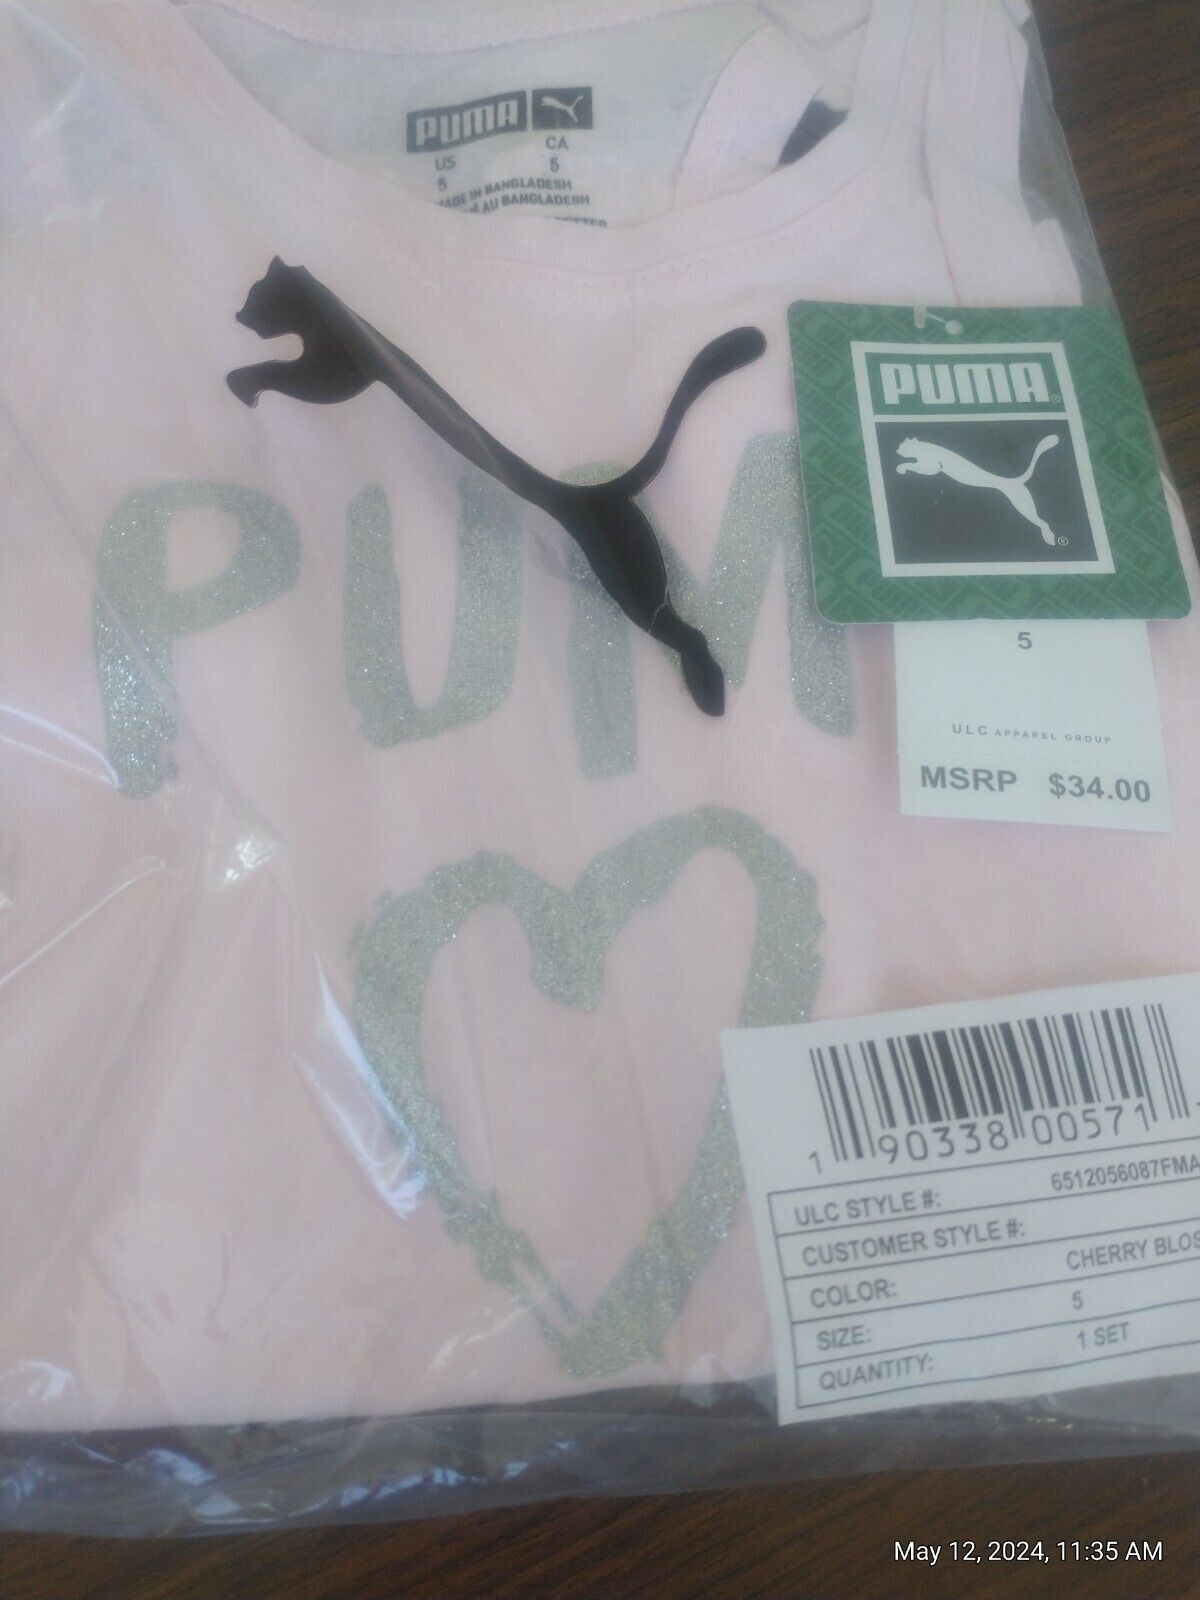 PUMA
US CA
5 5
MADE IN BANGLADESH
AU BANGLADESH
PUM
PUMA®
®
5
ULC APPAREL GROUP
MSRP $34.00
1 90338 00571
ULC STYLE #: 6512056087FMA
CUSTOMER STYLE #:
COLOR: CHERRY BLOS
SIZE: 5
QUANTITY: 1 SET
May 12, 2024, 11:35 AM